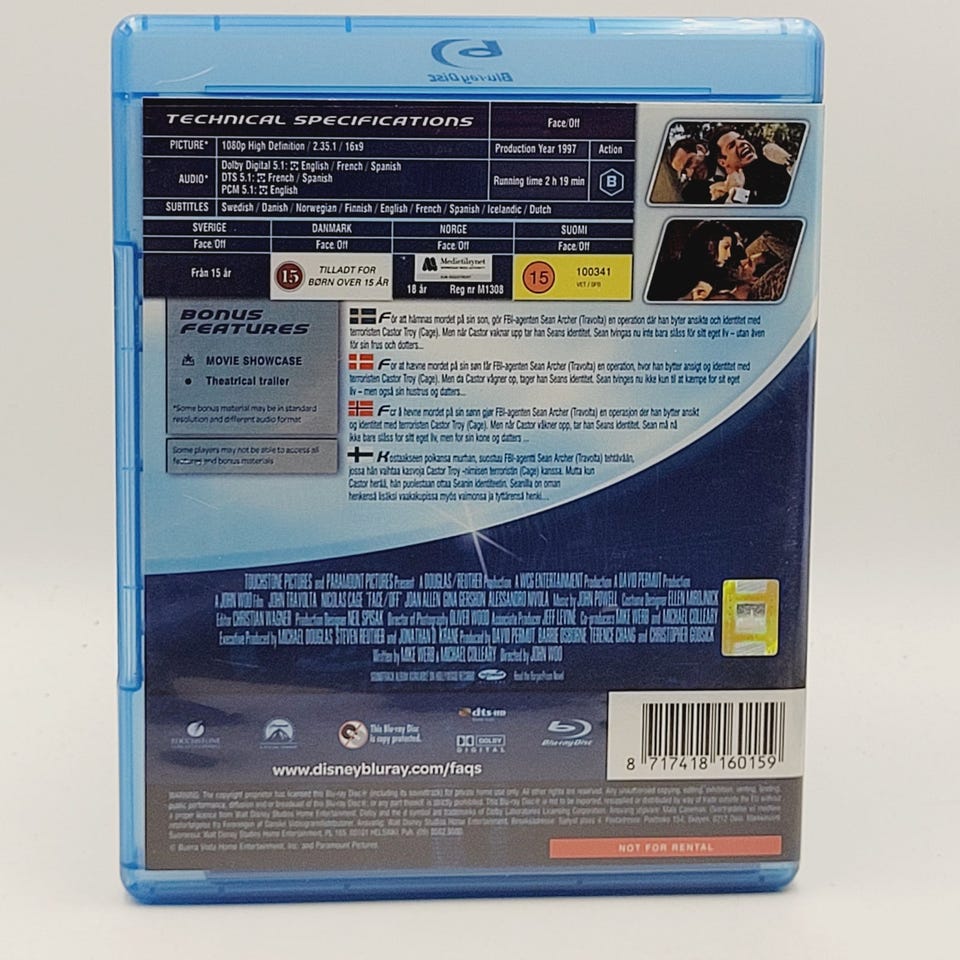 Blu-ray Disc
TECHNICAL SPECIFICATIONS
Face/Off
PICTURE* 1080p High Definition / 2.35.1 / 16x9
Production Year 1997 Action
AUDIO* Dolby Digital 5.1: English / French / Spanish
DTS 5.1: French / Spanish
PCM 5.1: English
Running time 2 h 19 min
B
SUBTITLES Swedish / Danish / Norwegian / Finnish / English / French / Spanish / Icelandic / Dutch
SVERIGE DANMARK NORGE SUOMI
Face/Off Face/Off Face/Off Face/Off
Från 15 år
15 TILLADT FOR
BØRN OVER 15 ÅR
Medietilsynet
18 år Reg nr M1308
15 100341
VET / SFB
BONUS
FEATURES
MOVIE SHOWCASE
• Theatrical trailer
*Some bonus material may be in standard
resolution and different audio format
Some players may not be able to access all
features and bonus materials
För att hämnas mordet på sin son, gör FBI-agenten Sean Archer (Travolta) en operation där han byter ansikte och identitet med
terroristen Castor Troy (Cage). Men när Castor vaknar upp tar han Seans identitet. Sean tvingas nu inte bara slåss för sitt eget liv – utan även
för sin frus och dotters...
For at hævne mordet på sin søn får FBI-agenten Sean Archer (Travolta) en operation, hvor han bytter ansigt og identitet med
terroristen Castor Troy (Cage). Men da Castor vågner op, tager han Seans identitet. Sean tvinges nu ikke kun til at kæmpe for sit eget
liv – men også sin hustrus og datters...
For å hevne mordet på sin sønn gjør FBI-agenten Sean Archer (Travolta) en operasjon der han bytter ansikt
og identitet med terroristen Castor Troy (Cage). Men når Castor våkner opp, tar han Seans identitet. Sean må nå
ikke bare slåss for sitt eget liv, men for sin kone og datters ...
Kostaakseen poikansa murhan, suostuu FBI-agentti Sean Archer (Travolta) tehtävään,
jossa hän vaihtaa kasvoja Castor Troy -nimisen terroristin (Cage) kanssa. Mutta kun
Castor herää, hän puolestaan ottaa Seanin identiteetin. Seanilla on oman
henkensä lisäksi vaakakupissa myös vaimonsa ja tyttärensä henki....
TOUCHSTONE PICTURES and PARAMOUNT PICTURES Present A DOUGLAS/REUTHER Production A WCG ENTERTAINMENT Production A DAVID PERMUT Production
A JOHN WOO Film JOHN TRAVOLTA NICOLAS CAGE "FACE/OFF" JOAN ALLEN GINA GERSHON ALESSANDRO NIVOLA Music by JOHN POWELL Costume Designer ELLEN MIROJNICK
Editor CHRISTIAN WAGNER Production Designer NEIL SPISAK Director of Photography OLIVER WOOD Associate Producer JEFF LEVINE Co-producers MIKE WERB and MICHAEL COLLEARY
Executive Produced by MICHAEL DOUGLAS STEVEN REUTHER and JONATHAN D. KRANE Produced by DAVID PERMUT BARRIE OSBORNE TERENCE CHANG and CHRISTOPHER GODSICK
Written by MIKE WERB & MICHAEL COLLEARY Directed by JOHN WOO
SOUNDTRACK ALBUM AVAILABLE ON HOLLYWOOD RECORDS
TOUCHSTONE
This Blu-ray Disc
is copy protected.
dts-HD
DOLBY
DIGITAL
Blu-ray Disc
www.disneybluray.com/faqs
8 717418 160159
© Buena Vista Home Entertainment, Inc. and Paramount Pictures.
NOT FOR RENTAL